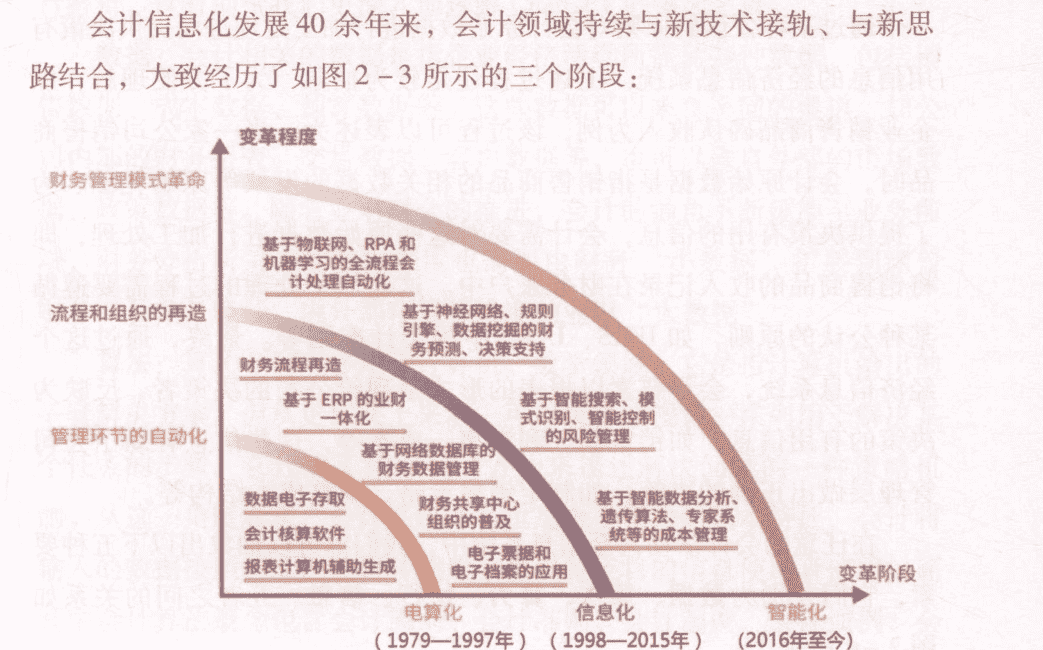 会计信息化发展 40 余年来，会计领域持续与新技术接轨、与新思
路结合，大致经历了如图 2－3 所示的三个阶段：
变革程度
财务管理模式革命
基于物联网、RPA 和
机器学习的全流程会
计处理自动化
流程和组织的再造
基于神经网络、规则
引擎、数据挖掘的财
务预测、决策支持
财务流程再造
基于 ERP 的业财
一体化
基于智能搜索、模
式识别、智能控制
的风险管理
管理环节的自动化
基于网络数据库的
财务数据管理
数据电子存取
财务共享中心
组织的普及
基于智能数据分析、
遗传算法、专家系
统等的成本管理
会计核算软件
报表计算机辅助生成
电子票据和
电子档案的应用
变革阶段
电算化
信息化
智能化
（1979—1997年）
（1998—2015年）
（2016年至今）